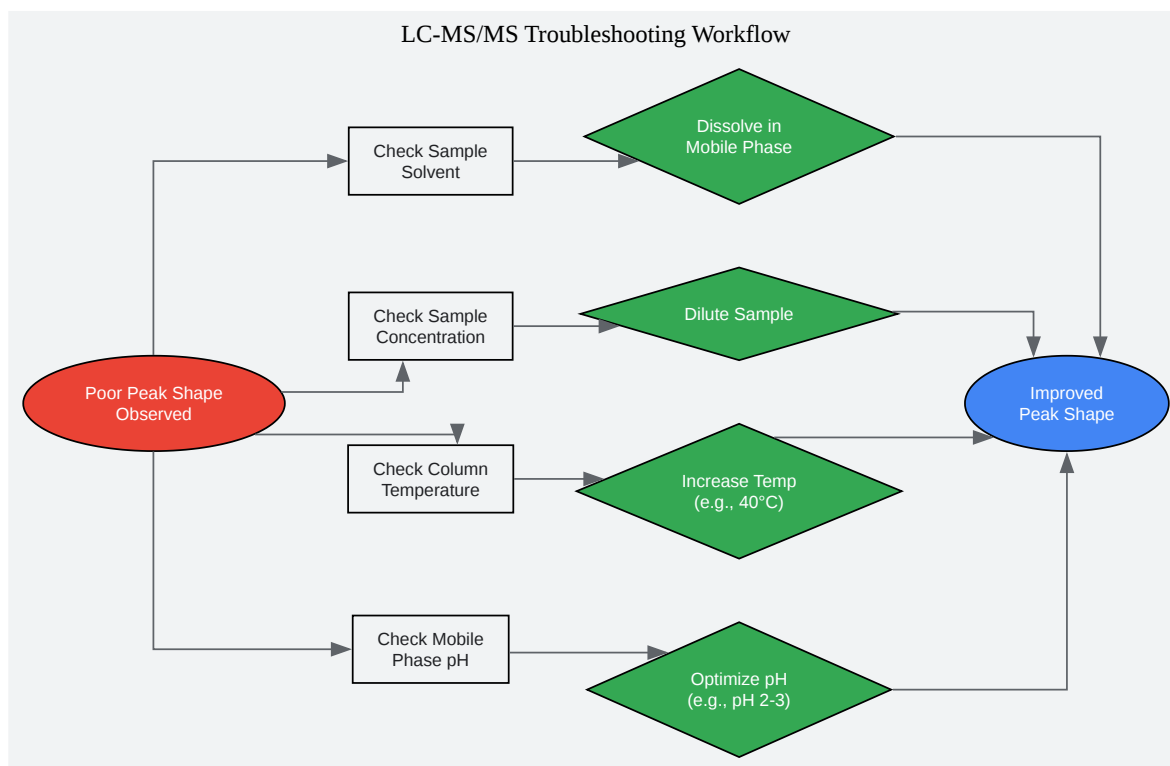 LC-MS/MS Troubleshooting Workflow
Dissolve in
Mobile Phase
Check Sample
Solvent
Check Sample
Concentration
Dilute Sample
Poor Peak Shape
Observed
Improved
Peak Shape
Check Column
Temperature
Increase Temp
(e.g., 40°C)
Check Mobile
Phase pH
Optimize pH
(e.g., pH 2-3)